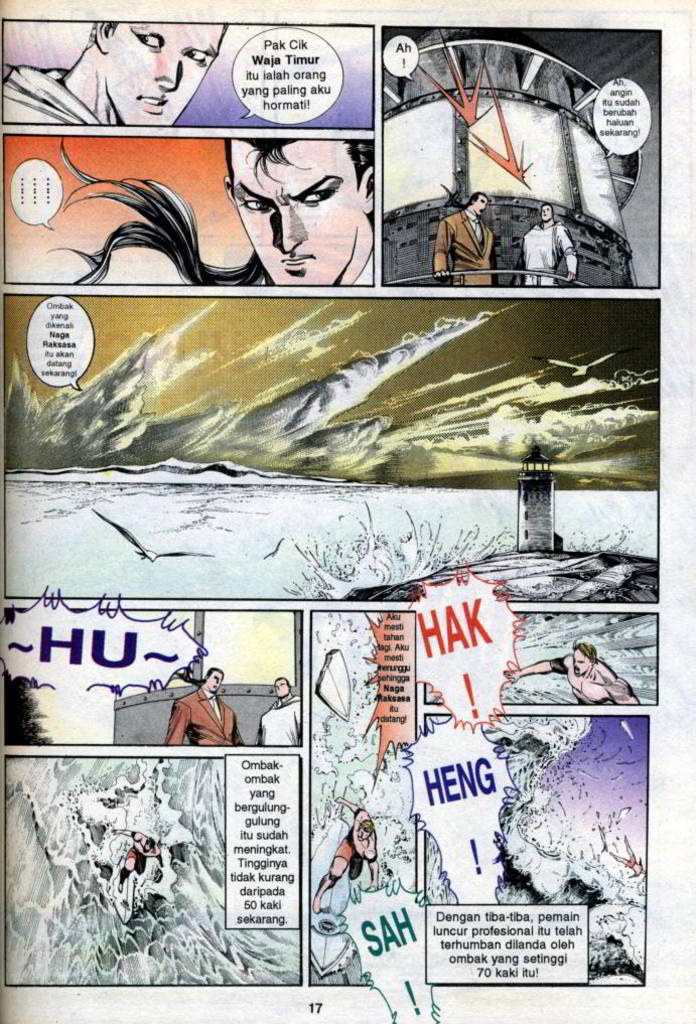 Pak Cik
Waja Timur
itu ialah orang
yang paling aku
hormati!
Ah
!
Ah,
angin
itu sudah
berubah
haluan
sekarang!
Ombak
yang
dikenali
Naga
Raksasa
itu akan
datang
sekarang!
~HU~
Aku
mesti
tahan
lagi. Aku
mesti
menunggu
sehingga
Naga
Raksasa
itu
datang!
HAK
!
Ombak-
ombak
yang
bergulung-
gulung
itu sudah
meningkat.
Tingginya
tidak kurang
daripada
50 kaki
sekarang.
HENG
!
SAH
!
Dengan tiba-tiba, pemain
luncur profesional itu telah
terhumban dilanda oleh
ombak yang setinggi
70 kaki itu!
17